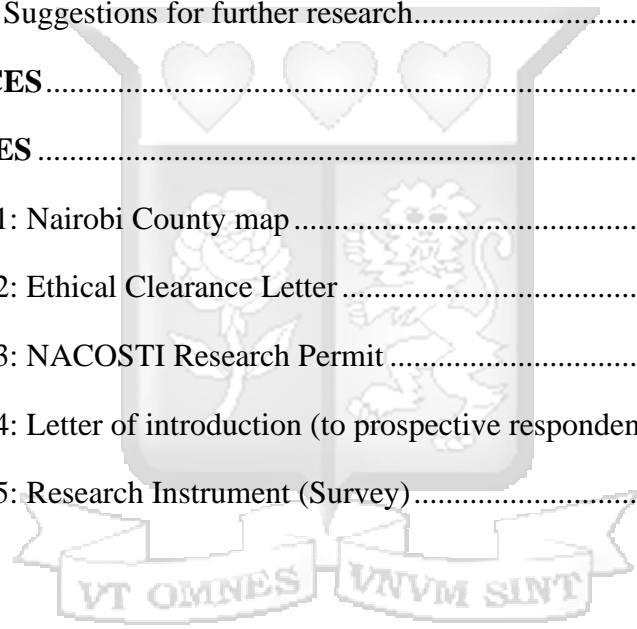 Suggestions for further research..............................
CES..........................................................................
ES...........................................................................
1: Nairobi County map............................................
2: Ethical Clearance Letter......................................
3: NACOSTI Research Permit................................
4: Letter of introduction (to prospective responden
5: Research Instrument (Survey).............................
VT OMNES VNVM SINT